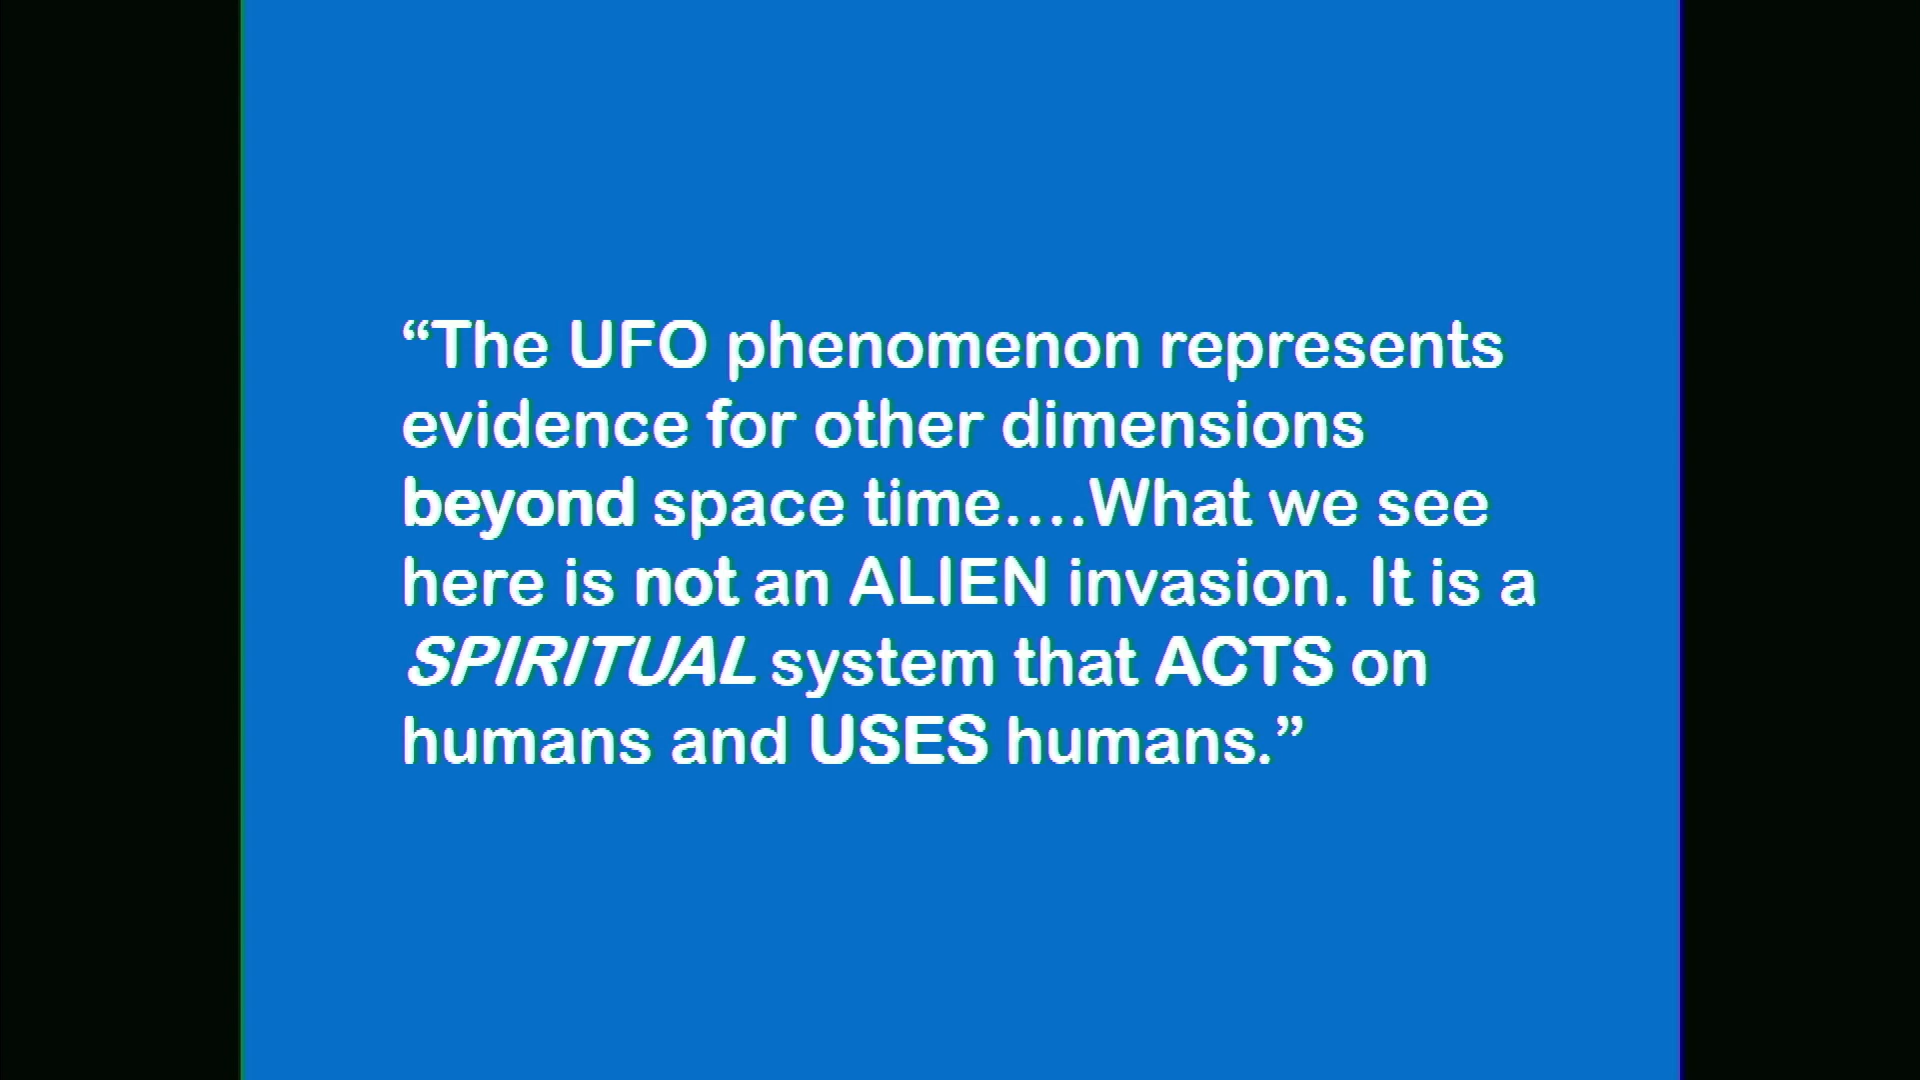 “The UFO phenomenon represents
evidence for other dimensions
beyond space time....What we see
here is not an ALIEN invasion. It is a
SPIRITUAL system that ACTS on
humans and USES humans.”